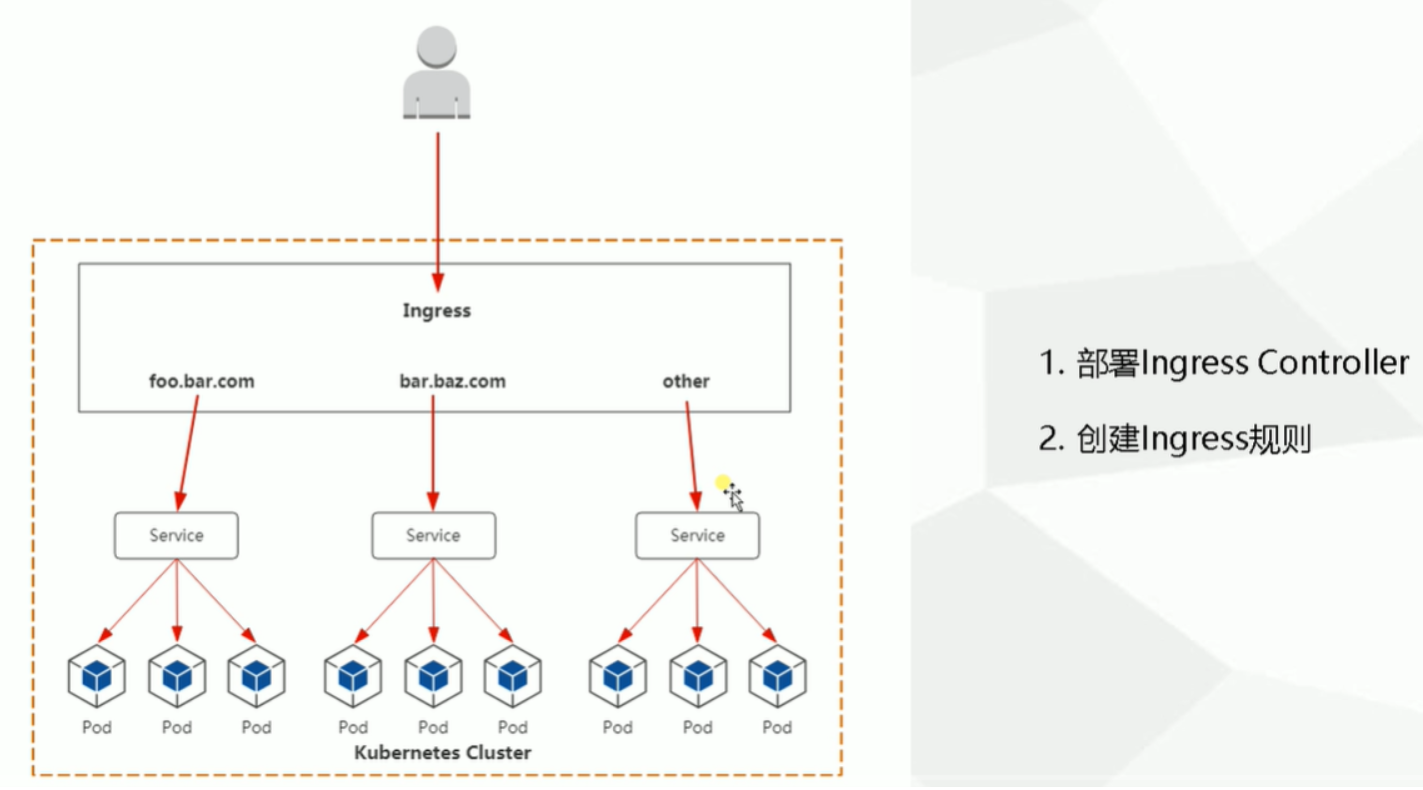 Ingress
foo.bar.com bar.baz.com other
Service Service Service
Pod Pod Pod Pod Pod Pod Pod Pod Pod
Kubernetes Cluster
1. 部署Ingress Controller
2. 创建Ingress规则